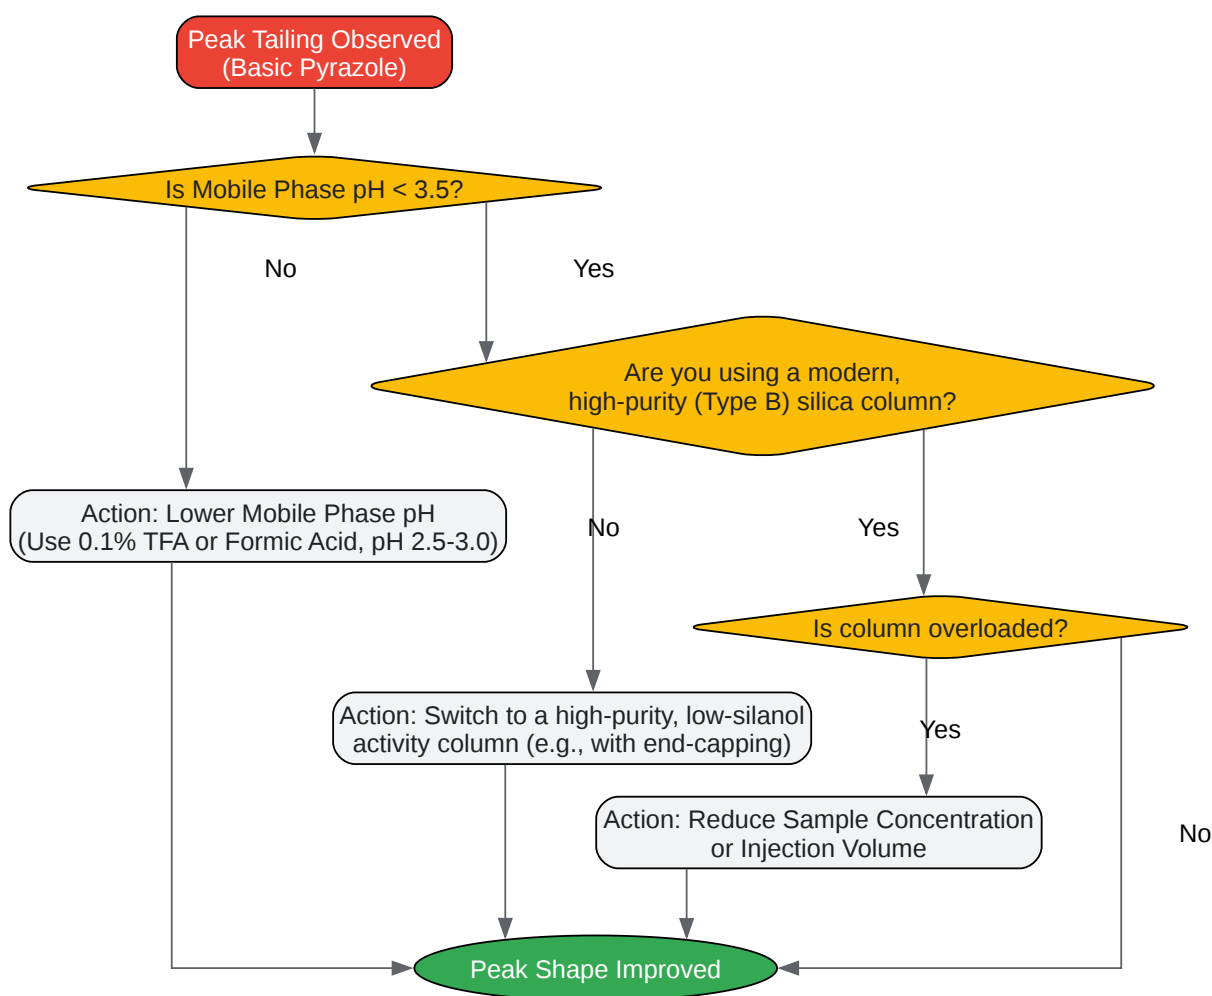 Peak Tailing Observed
(Basic Pyrazole)
Is Mobile Phase pH < 3.5?
No
Yes
Are you using a modern,
high-purity (Type B) silica column?
Action: Lower Mobile Phase pH
(Use 0.1% TFA or Formic Acid, pH 2.5-3.0)
No
Yes
Is column overloaded?
Action: Switch to a high-purity, low-silanol
activity column (e.g., with end-capping)
Yes
Action: Reduce Sample Concentration
or Injection Volume
No
Peak Shape Improved